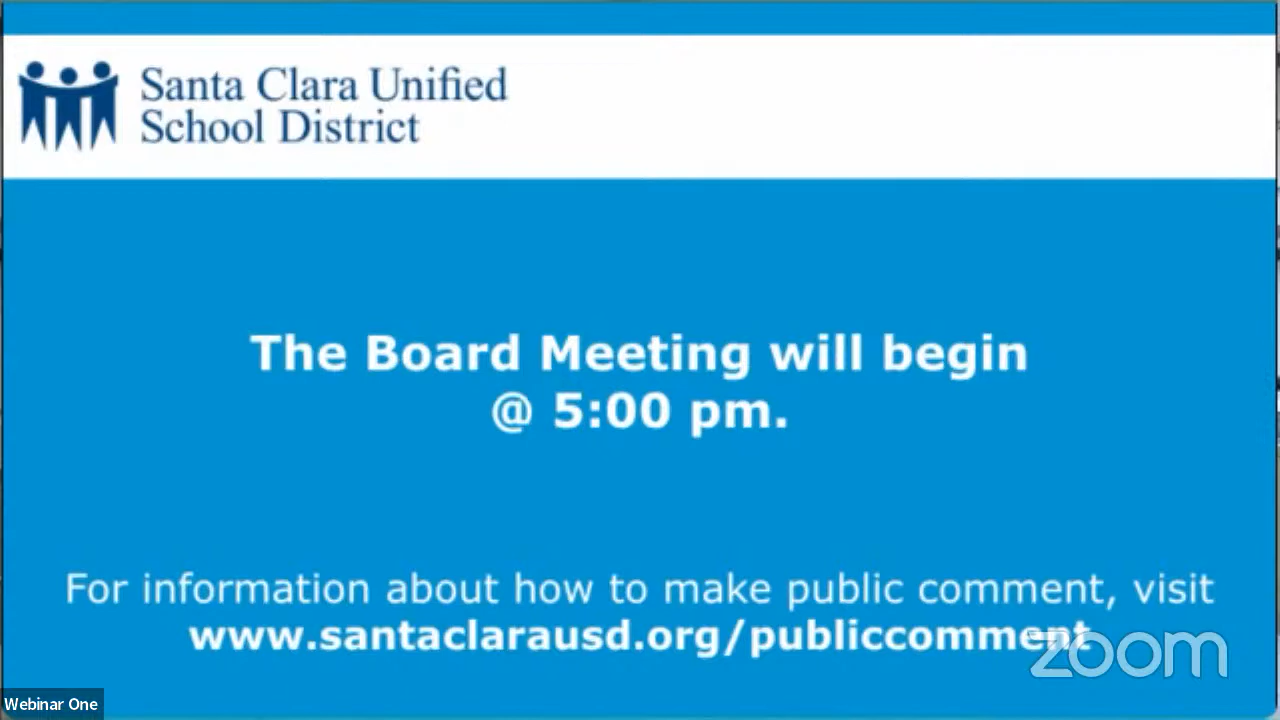 Santa Clara Unified
School District
The Board Meeting will begin
@ 5:00 pm.
For information about how to make public comment, visit
www.santaclarausd.org/publiccomment
zoom
Webinar One